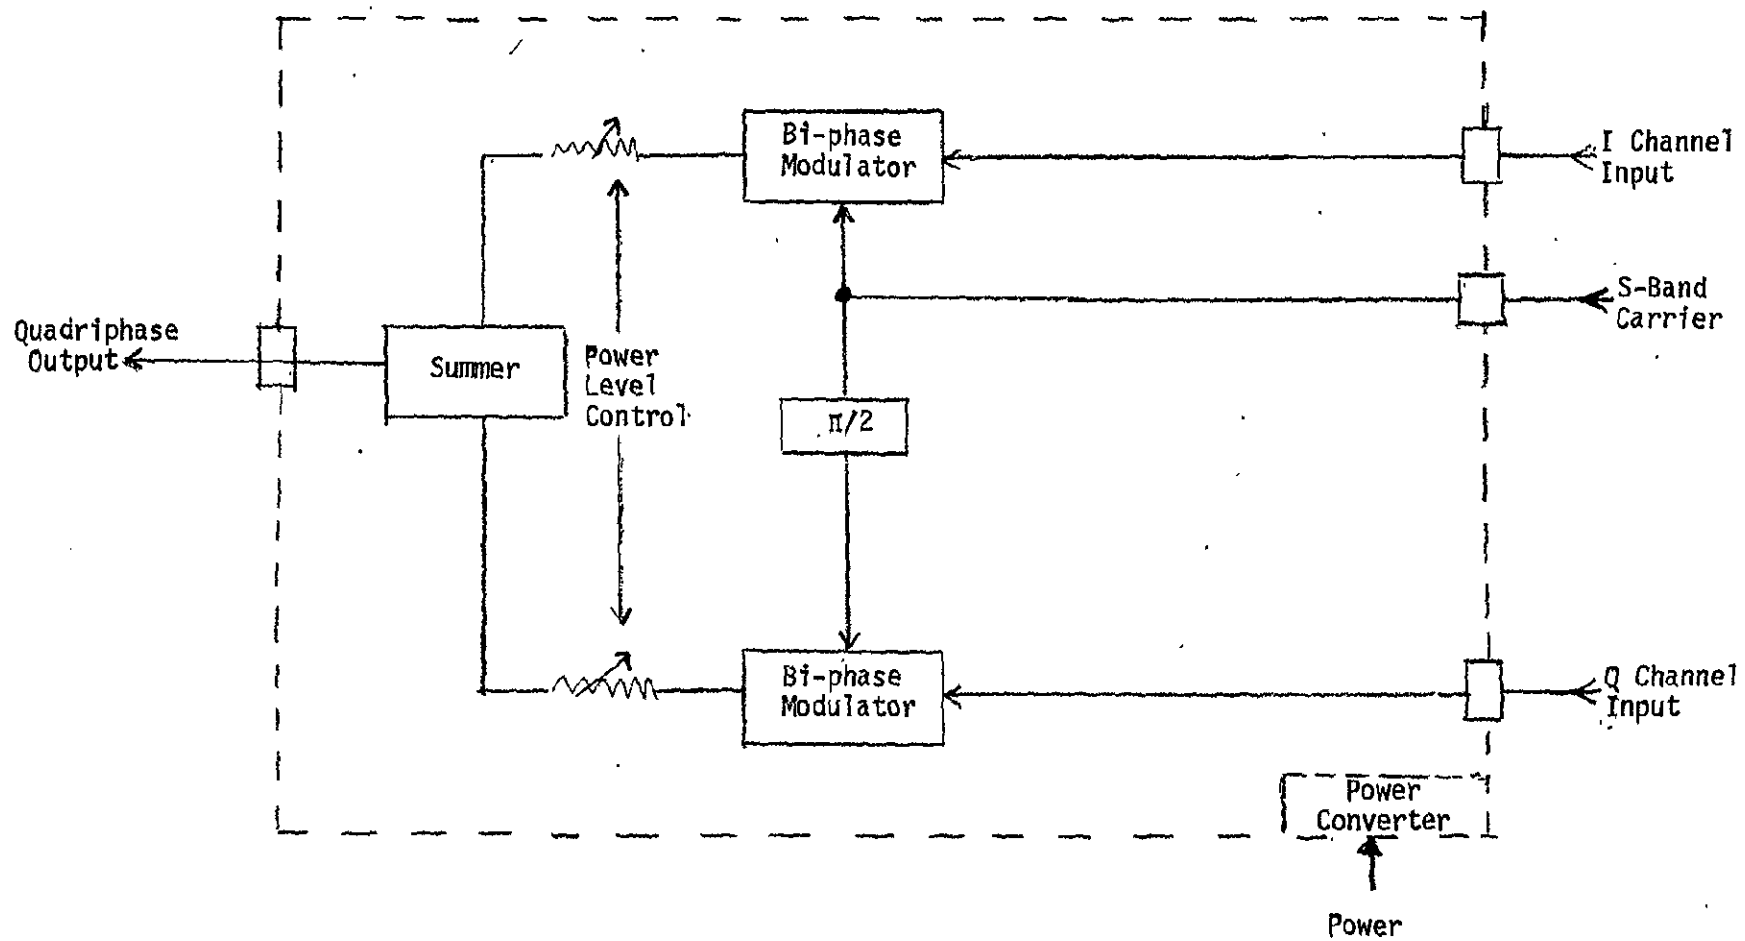 Bi-phase
Modulator
I Channel
Input
S-Band
Carrier
Quadriphase
Output
Summer
Power
Level
Control
π/2
Bi-phase
Modulator
Q Channel
Input
Power
Converter
Power